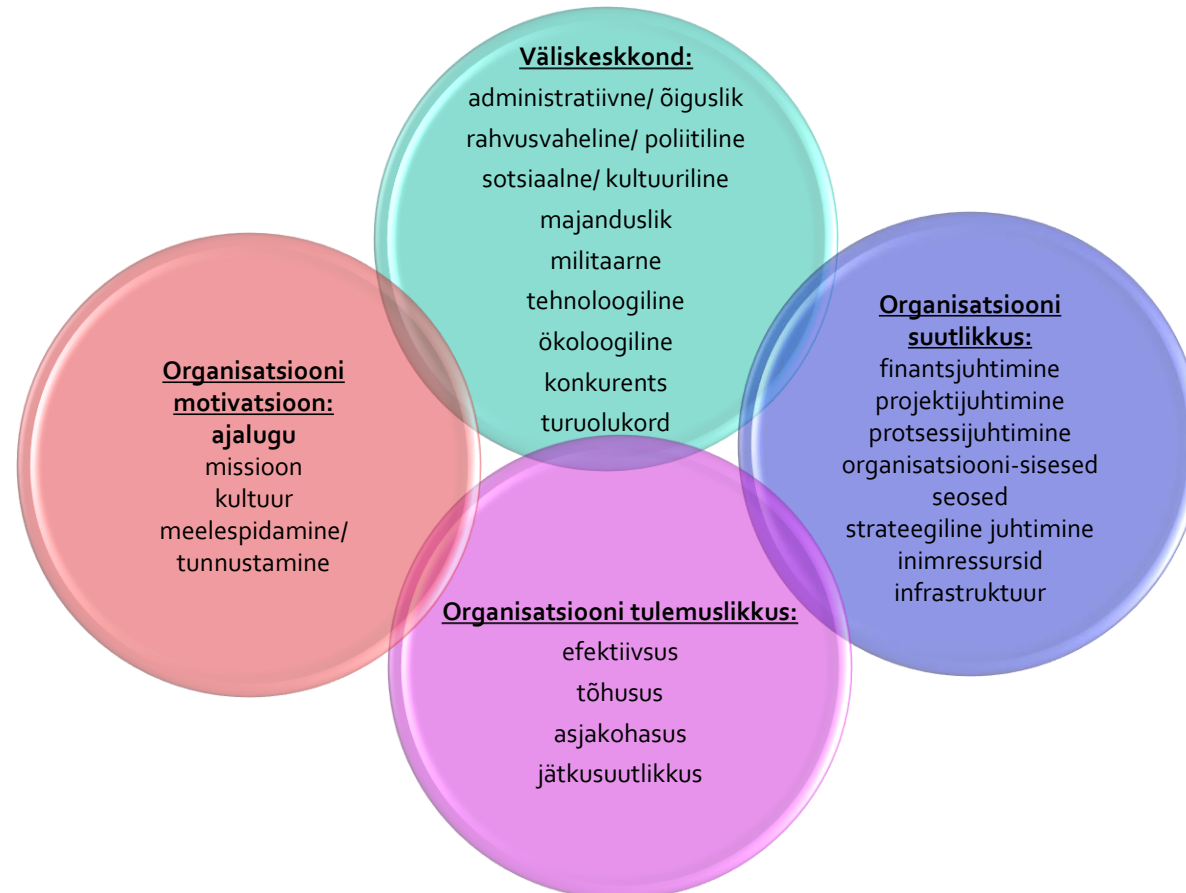 Väliskeskkond:
administratiivne/ õiguslik
rahvusvaheline/ poliitiline
sotsiaalne/ kultuuriline
majanduslik
militaarne
tehnoloogiline
ökoloogiline
konkurents
turuolukord
Organisatsiooni
motivatsioon:
ajalugu
missioon
kultuur
meelespidamine/
tunnustamine
Organisatsiooni
suutlikkus:
finantsjuhtimine
projektijuhtimine
protsessijuhtimine
organisatsiooni-sisesed
seosed
strateegiline juhtimine
inimressursid
infrastruktuur
Organisatsiooni tulemuslikkus:
efektiivsus
tõhusus
asjakohasus
jätkusuutlikkus